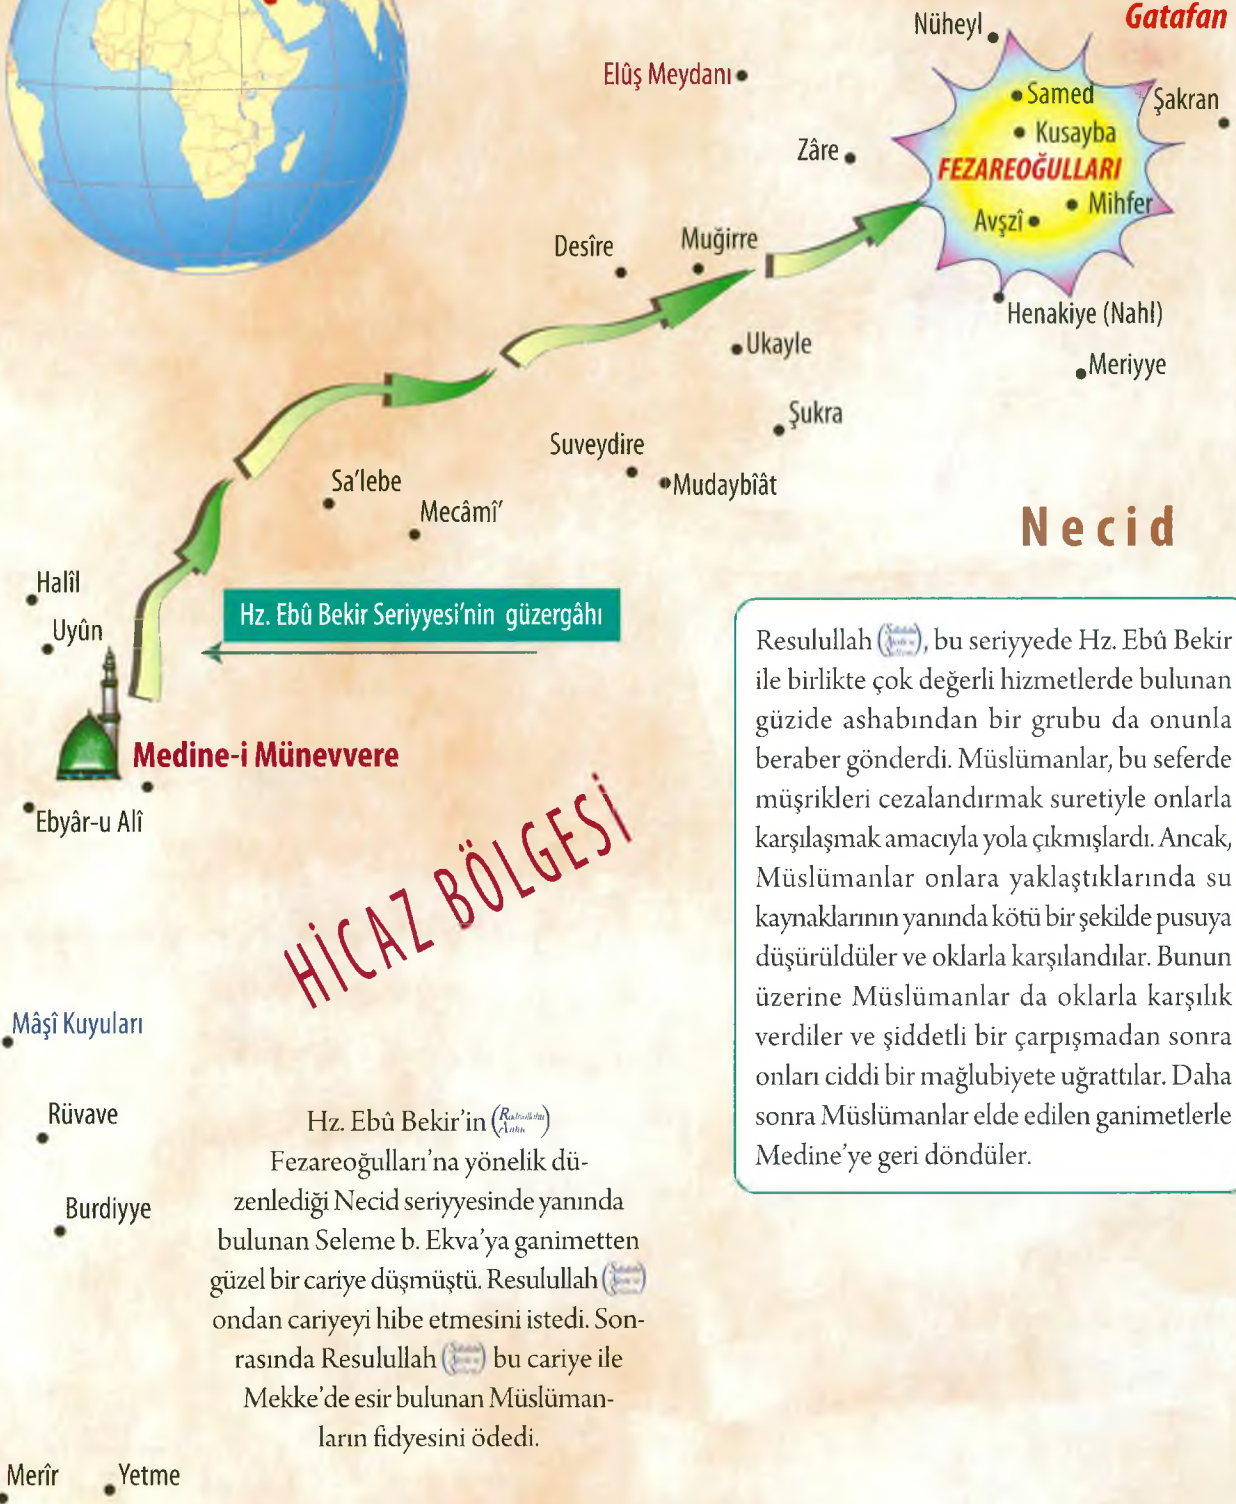 Gatafan
Nüheyl
Elûş Meydanı
Samed
Şakran
Kusayba
Zâre
FEZAREOĞULLARI
Mihfer
Avşzî
Muğirre
Desîre
Henakiye (Nahl)
Ukayle
Meriyye
Şukra
Suveydire
Sa'lebe
Mudaybîât
Mecâmî'
Necid
Halîl
Hz. Ebû Bekir Seriyyesi'nin güzergâhı
Uyûn
Medine-i Münevvere
Ebyâr-u Alî
HİCAZ BÖLGESİ
Resulullah, bu seriyyede Hz. Ebû Bekir
ile birlikte çok değerli hizmetlerde bulunan
güzide ashabından bir grubu da onunla
beraber gönderdi. Müslümanlar, bu seferde
müşrikleri cezalandırmak suretiyle onlarla
karşılaşmak amacıyla yola çıkmışlardı. Ancak,
Müslümanlar onlara yaklaştıklarında su
kaynaklarının yanında kötü bir şekilde pusuya
düşürüldüler ve oklarla karşılandılar. Bunun
üzerine Müslümanlar da oklarla karşılık
verdiler ve şiddetli bir çarpışmadan sonra
onları ciddi bir mağlubiyete uğrattılar. Daha
sonra Müslümanlar elde edilen ganimetlerle
Medine'ye geri döndüler.
Mâşî Kuyuları
Rüvave
Burdiyye
Hz. Ebû Bekir'in
Fezareoğulları'na yönelik dü-
zenlediği Necid seriyyesinde yanında
bulunan Seleme b. Ekva'ya ganimetten
güzel bir cariye düşmüştü. Resulullah
ondan cariyeyi hibe etmesini istedi. Son-
rasında Resulullah bu cariye ile
Mekke'de esir bulunan Müslüman-
ların fidyesini ödedi.
Merîr
Yetme